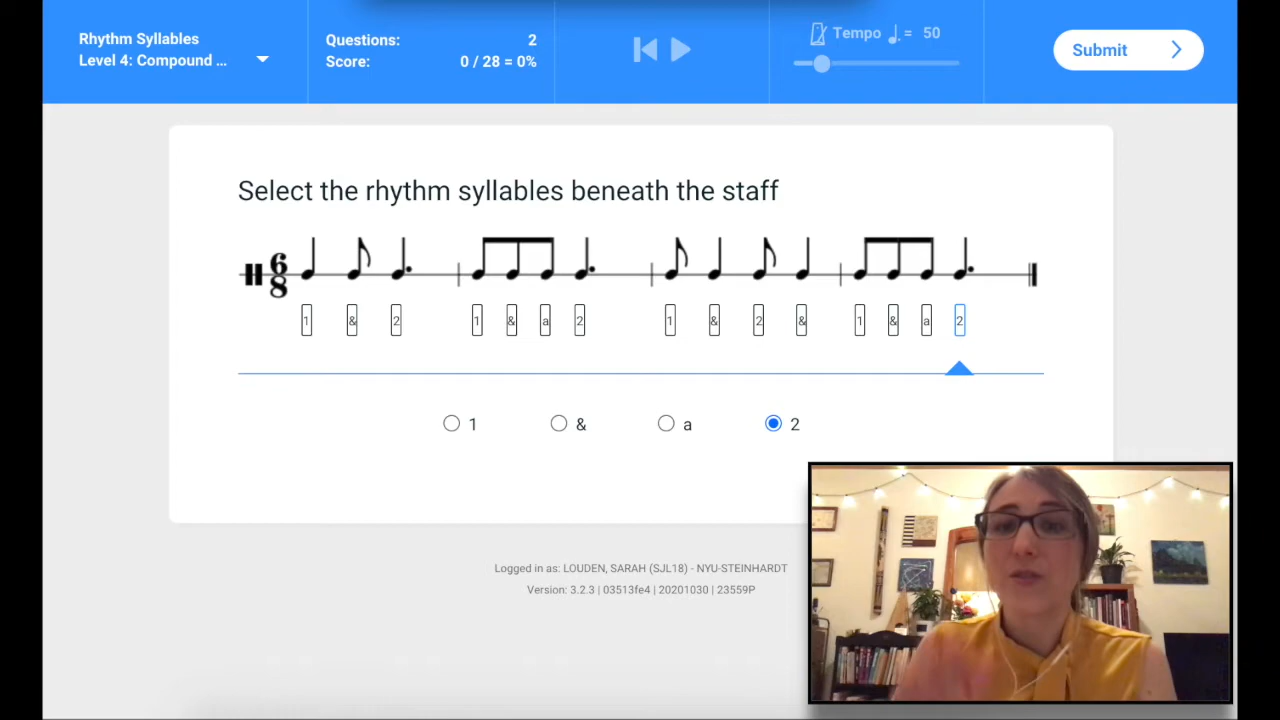 Rhythm Syllables
Level 4: Compound ...
Questions: 2
Score: 0 / 28 = 0%
Tempo ♩. = 50
Submit
Select the rhythm syllables beneath the staff
6
8
1 & 2 1 & a 2 1 & 2 & 1 & a 2
1 & a 2
Logged in as: LOUDEN, SARAH (SJL18) - NYU-STEINHARDT
Version: 3.2.3 | 03513fe4 | 20201030 | 23559P